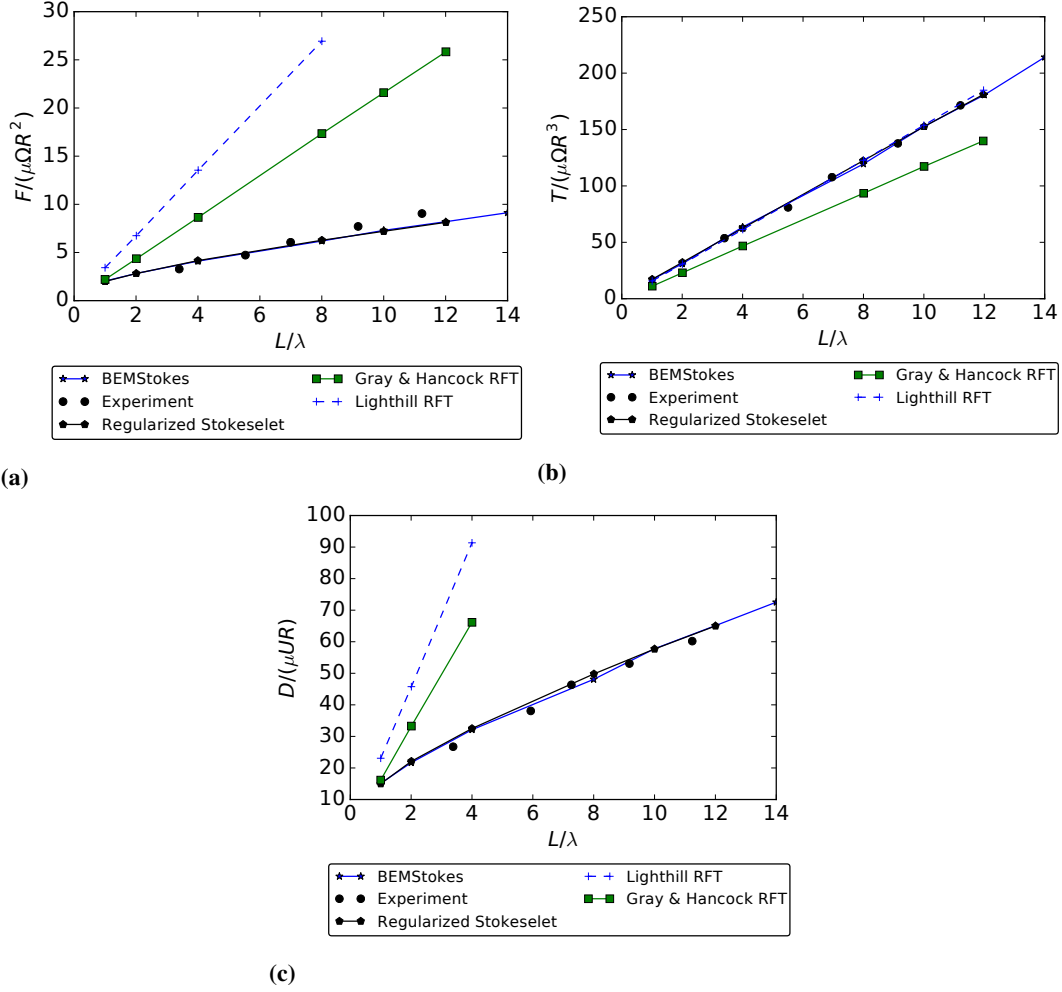 30
25
20
15
10
5
0
F/(μΩR²)
0 2 4 6 8 10 12 14
L/λ
BEMStokes
Experiment
Regularized Stokeselet
Gray & Hancock RFT
Lighthill RFT
(a)
250
200
150
100
50
0
T/(μΩR³)
0 2 4 6 8 10 12 14
L/λ
BEMStokes
Experiment
Regularized Stokeselet
Gray & Hancock RFT
Lighthill RFT
(b)
100
90
80
70
60
50
40
30
20
10
D/(μUR)
0 2 4 6 8 10 12 14
L/λ
BEMStokes
Experiment
Regularized Stokeselet
Lighthill RFT
Gray & Hancock RFT
(c)